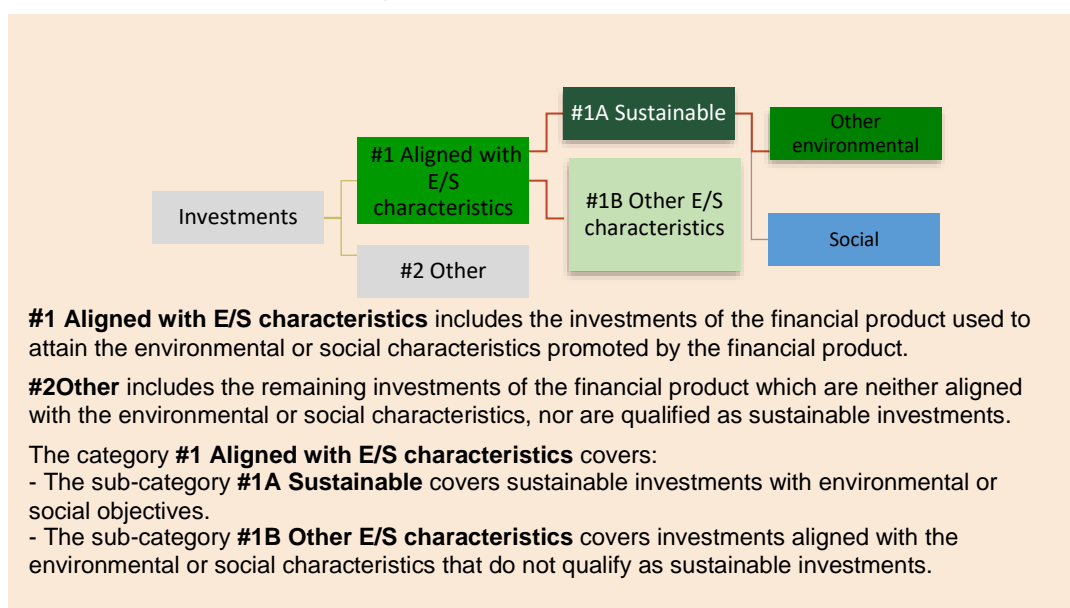 #1A Sustainable
Other
environmental
#1 Aligned with
E/S
characteristics
#1B Other E/S
characteristics
Investments
Social
#2 Other
#1 Aligned with E/S characteristics includes the investments of the financial product used to
attain the environmental or social characteristics promoted by the financial product.
#2Other includes the remaining investments of the financial product which are neither aligned
with the environmental or social characteristics, nor are qualified as sustainable investments.
The category #1 Aligned with E/S characteristics covers:
- The sub-category #1A Sustainable covers sustainable investments with environmental or
social objectives.
- The sub-category #1B Other E/S characteristics covers investments aligned with the
environmental or social characteristics that do not qualify as sustainable investments.